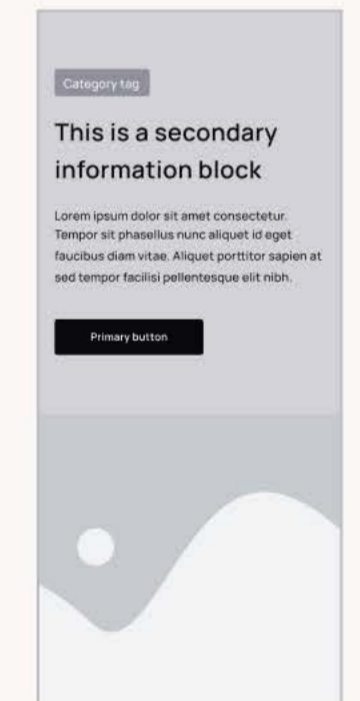 Category tag
This is a secondary
information block
Lorem ipsum dolor sit amet consectetur.
Tempor sit phasellus nunc aliquet id eget
faucibus diam vitae. Aliquet porttitor sapien at
sed tempor facilisi pellentesque elit nibh.
Primary button